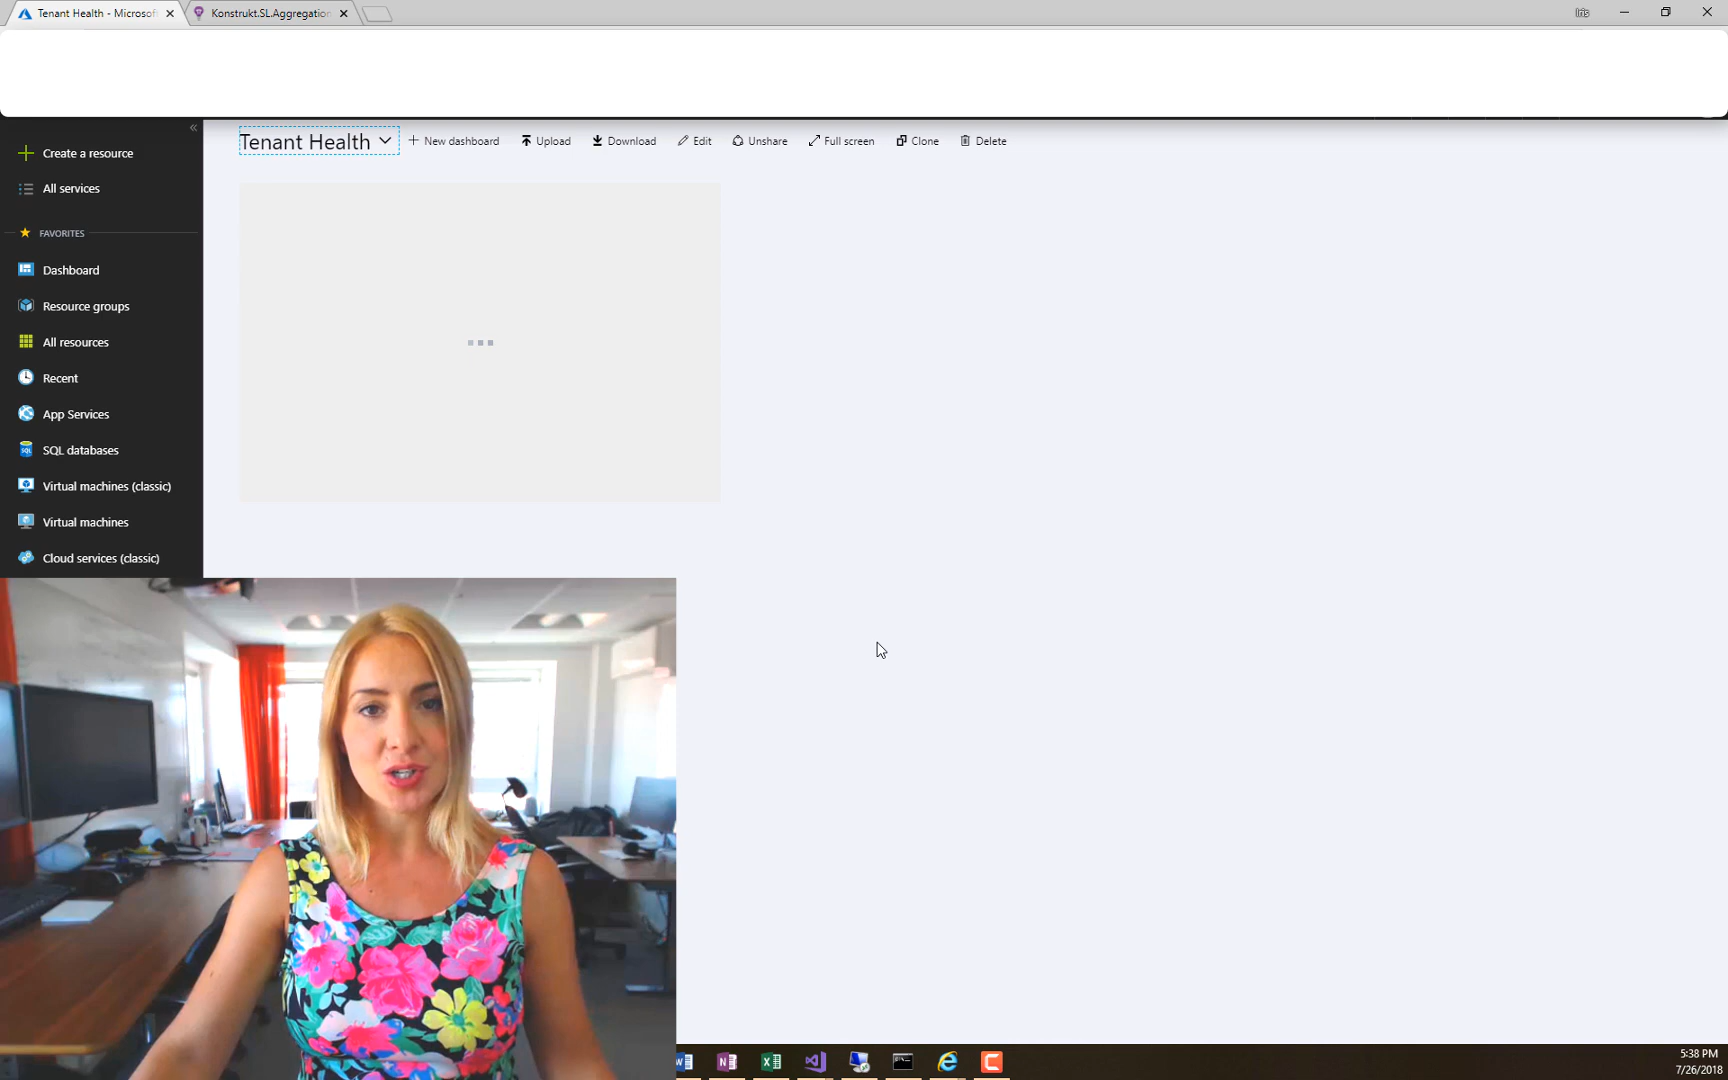 Tenant Health - Microsoft
Konstrukt.SL.Aggregation
Iris
Tenant Health
New dashboard
Upload
Download
Edit
Unshare
Full screen
Clone
Delete
Create a resource
All services
FAVORITES
Dashboard
Resource groups
All resources
Recent
App Services
SQL databases
Virtual machines (classic)
Virtual machines
Cloud services (classic)
5:38 PM
7/26/2018